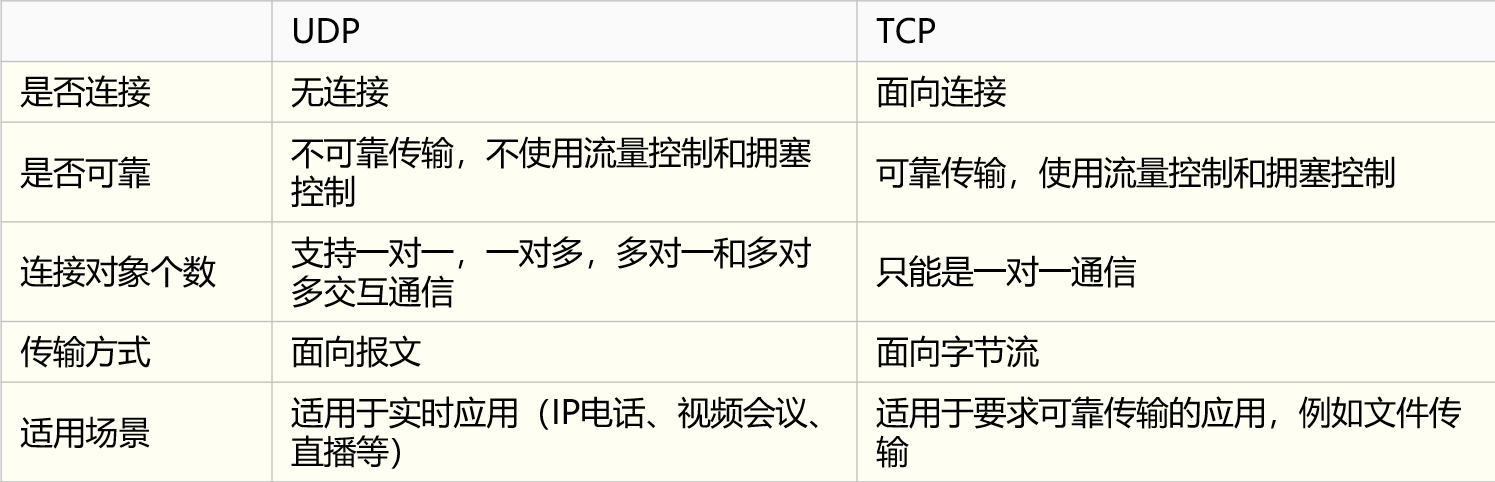 UDP
TCP
是否连接
无连接
面向连接
是否可靠
不可靠传输，不使用流量控制和拥塞
控制
可靠传输，使用流量控制和拥塞控制
连接对象个数
支持一对一，一对多，多对一和多对
多交互通信
只能是一对一通信
传输方式
面向报文
面向字节流
适用场景
适用于实时应用（IP电话、视频会议、
直播等）
适用于要求可靠传输的应用，例如文件传
输